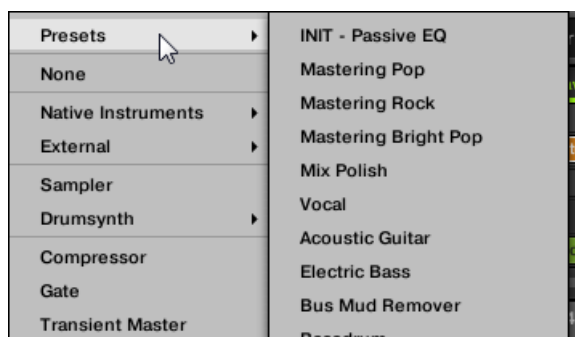 Presets
None
Native Instruments
External
Sampler
Drumsynth
Compressor
Gate
Transient Master
INIT - Passive EQ
Mastering Pop
Mastering Rock
Mastering Bright Pop
Mix Polish
Vocal
Acoustic Guitar
Electric Bass
Bus Mud Remover